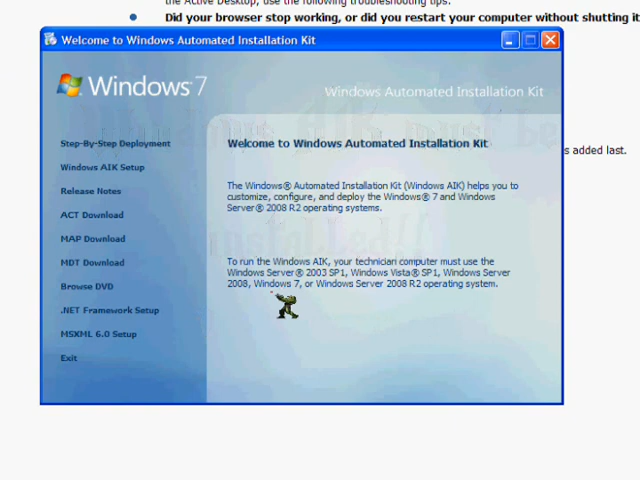 the Active Desktop, use the following troubleshooting tips:
Did your browser stop working, or did you restart your computer without shutting it
Welcome to Windows Automated Installation Kit
Windows 7
Windows Automated Installation Kit
Windows AIK must be
installed!!
Step-By-Step Deployment
Windows AIK Setup
Release Notes
ACT Download
MAP Download
MDT Download
Browse DVD
.NET Framework Setup
MSXML 6.0 Setup
Exit
Welcome to Windows Automated Installation Kit
s added last.
The Windows® Automated Installation Kit (Windows AIK) helps you to
customize, configure, and deploy the Windows® 7 and Windows
Server® 2008 R2 operating systems.
To run the Windows AIK, your technician computer must use the
Windows Server® 2003 SP1, Windows Vista® SP1, Windows Server
2008, Windows 7, or Windows Server 2008 R2 operating system.